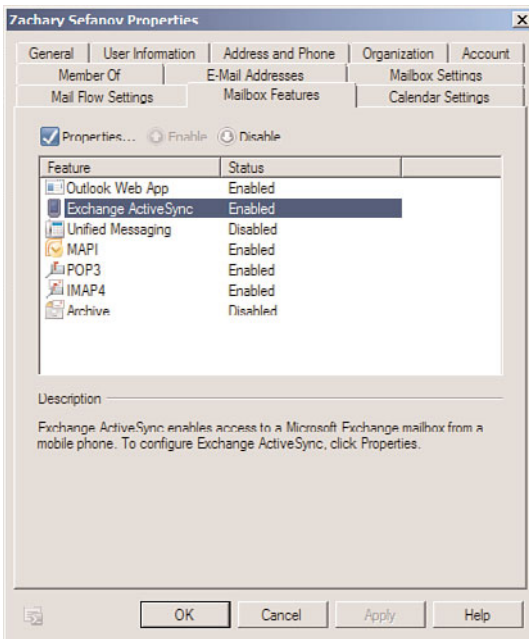 Zachary Sefanov Properties
General User Information Address and Phone Organization Account
Member Of E-Mail Addresses Mailbox Settings
Mail Flow Settings Mailbox Features Calendar Settings
Properties... Enable Disable
Feature Status
Outlook Web App Enabled
Exchange ActiveSync Enabled
Unified Messaging Disabled
MAPI Enabled
POP3 Enabled
IMAP4 Enabled
Archive Disabled
Description
Exchange ActiveSync enables access to a Microsoft Exchange mailbox from a
mobile phone. To configure Exchange ActiveSync, click Properties.
OK Cancel Apply Help